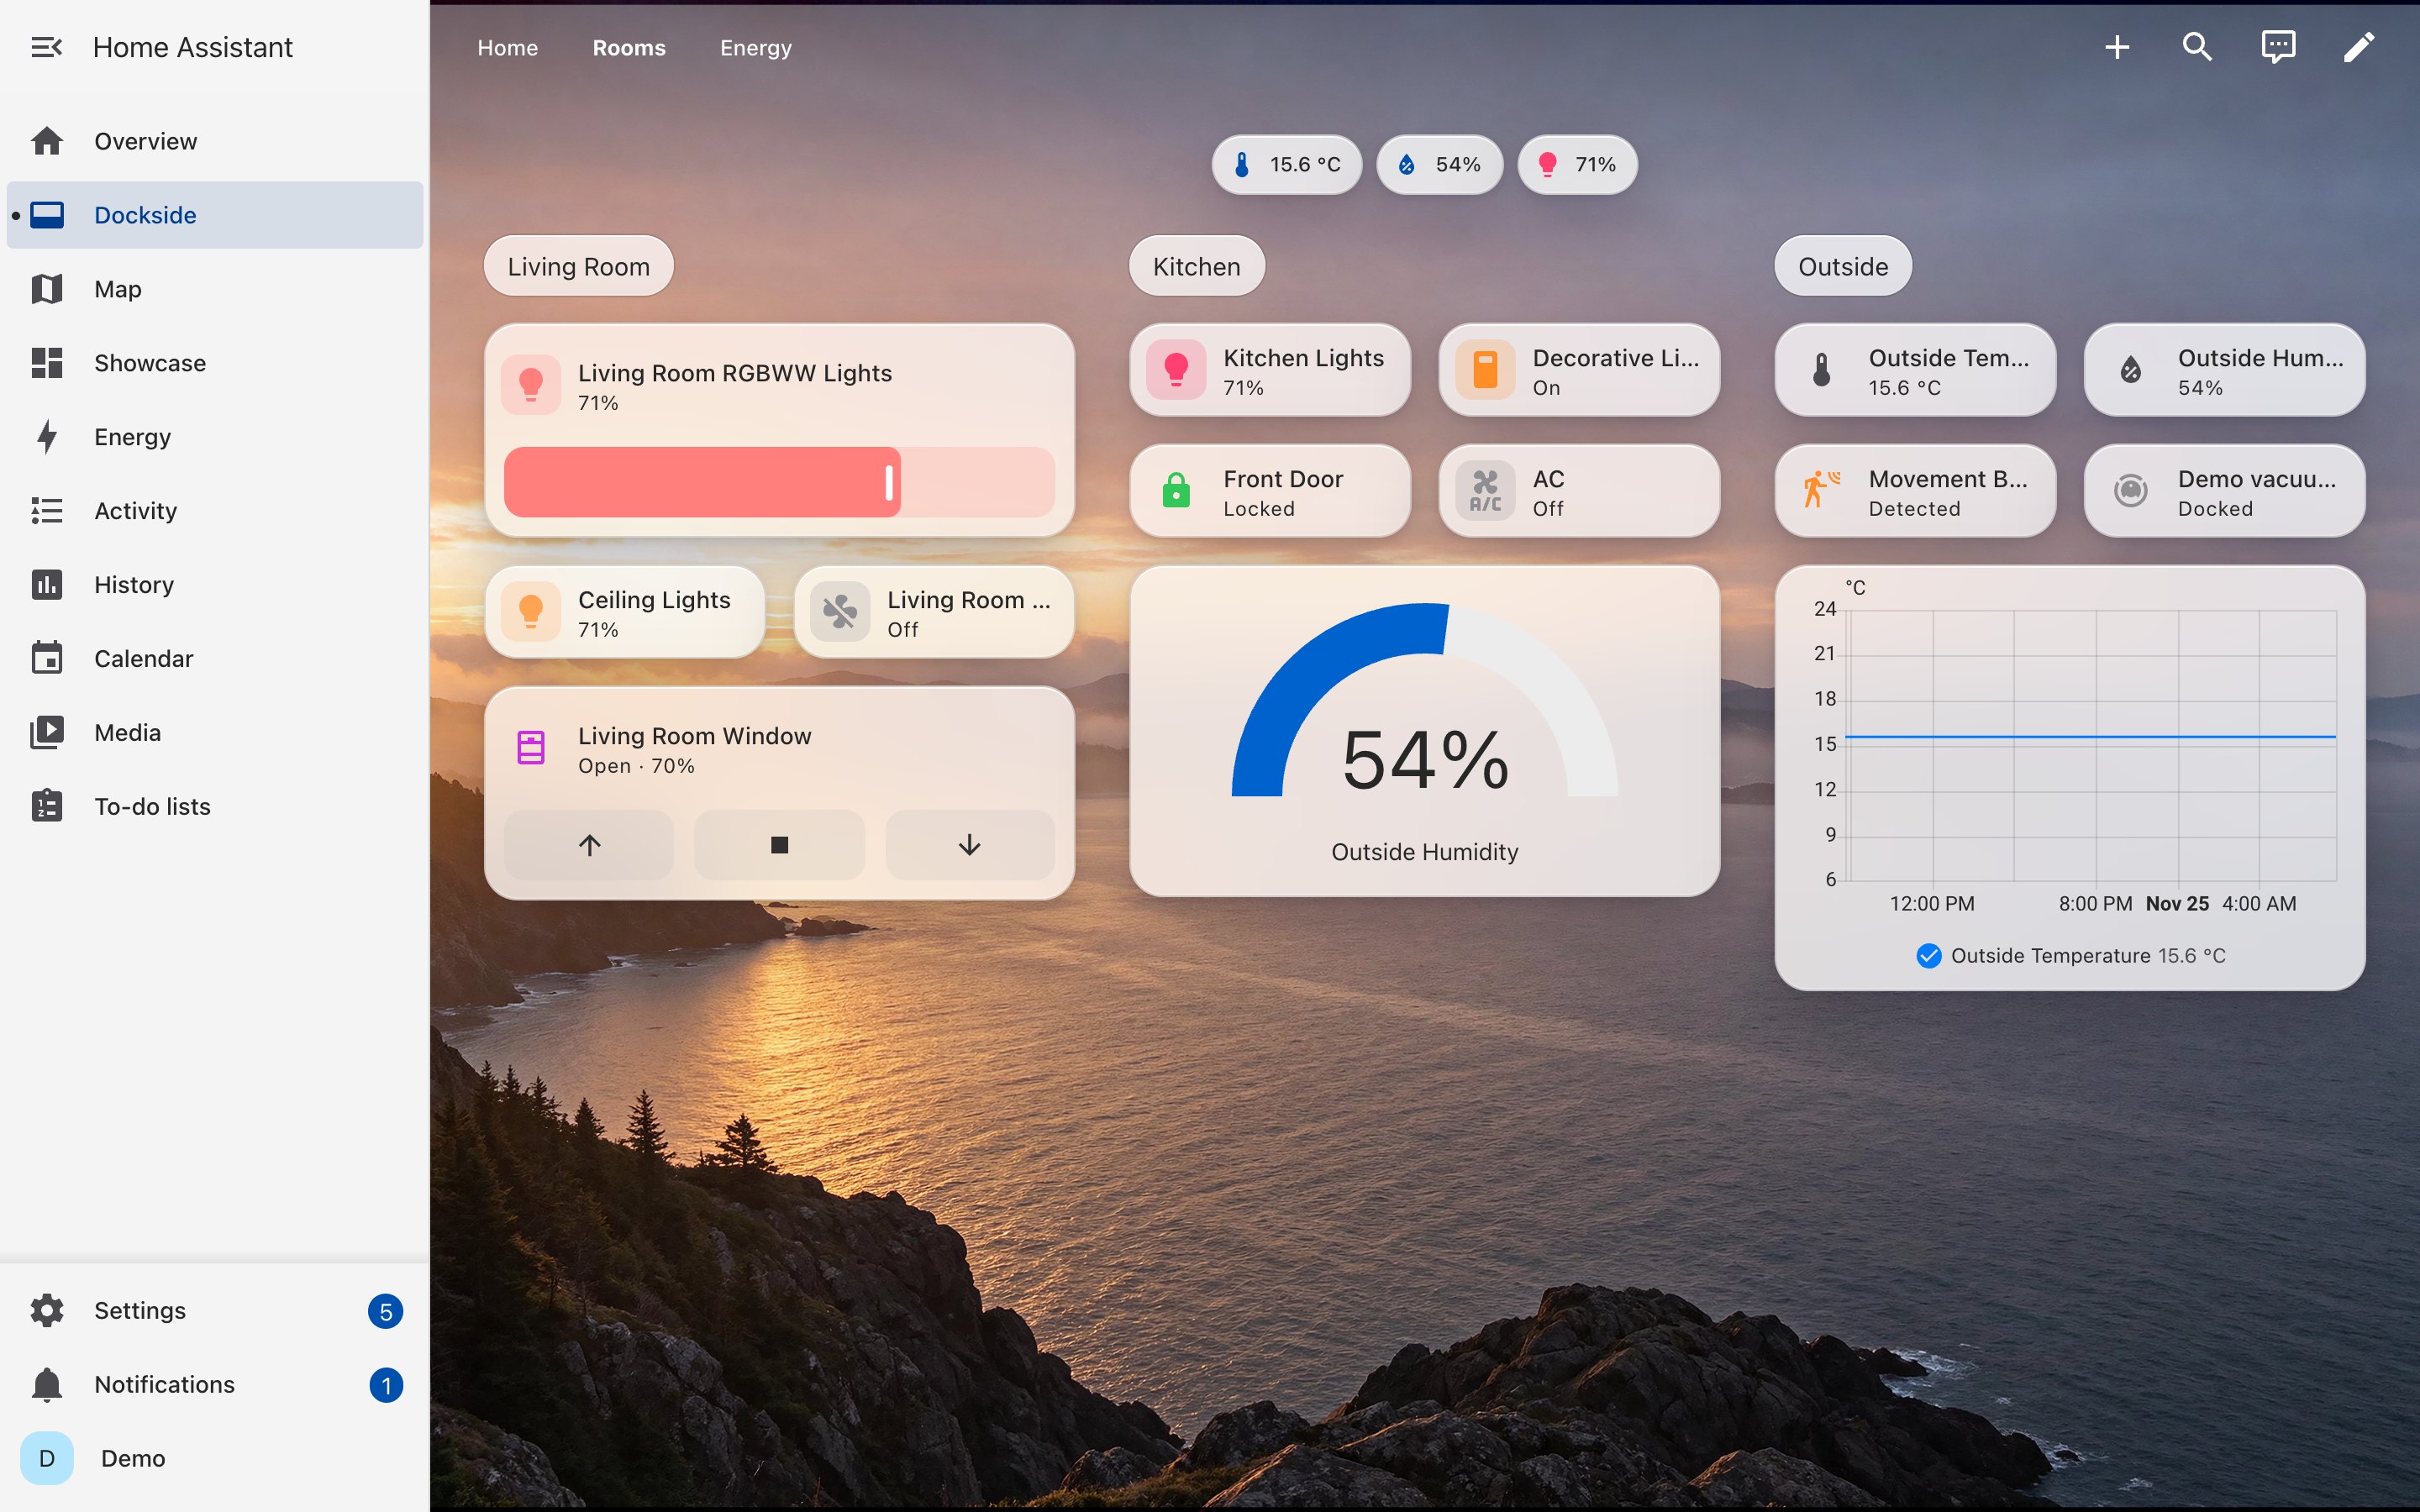 Home Assistant
Overview
Dockside
Map
Showcase
Energy
Activity
History
Calendar
Media
To-do lists
Settings 5
Notifications 1
D Demo
Home Rooms Energy
15.6 °C 54% 71%
Living Room
Living Room RGBWW Lights
71%
Ceiling Lights
71%
Living Room ...
Off
Living Room Window
Open · 70%
Kitchen
Kitchen Lights
71%
Decorative Li...
On
Front Door
Locked
A/C
AC
Off
54%
Outside Humidity
Outside
Outside Tem...
15.6 °C
Outside Hum...
54%
Movement B...
Detected
Demo vacuu...
Docked
°C
24
21
18
15
12
9
6
12:00 PM 8:00 PM Nov 25 4:00 AM
Outside Temperature 15.6 °C